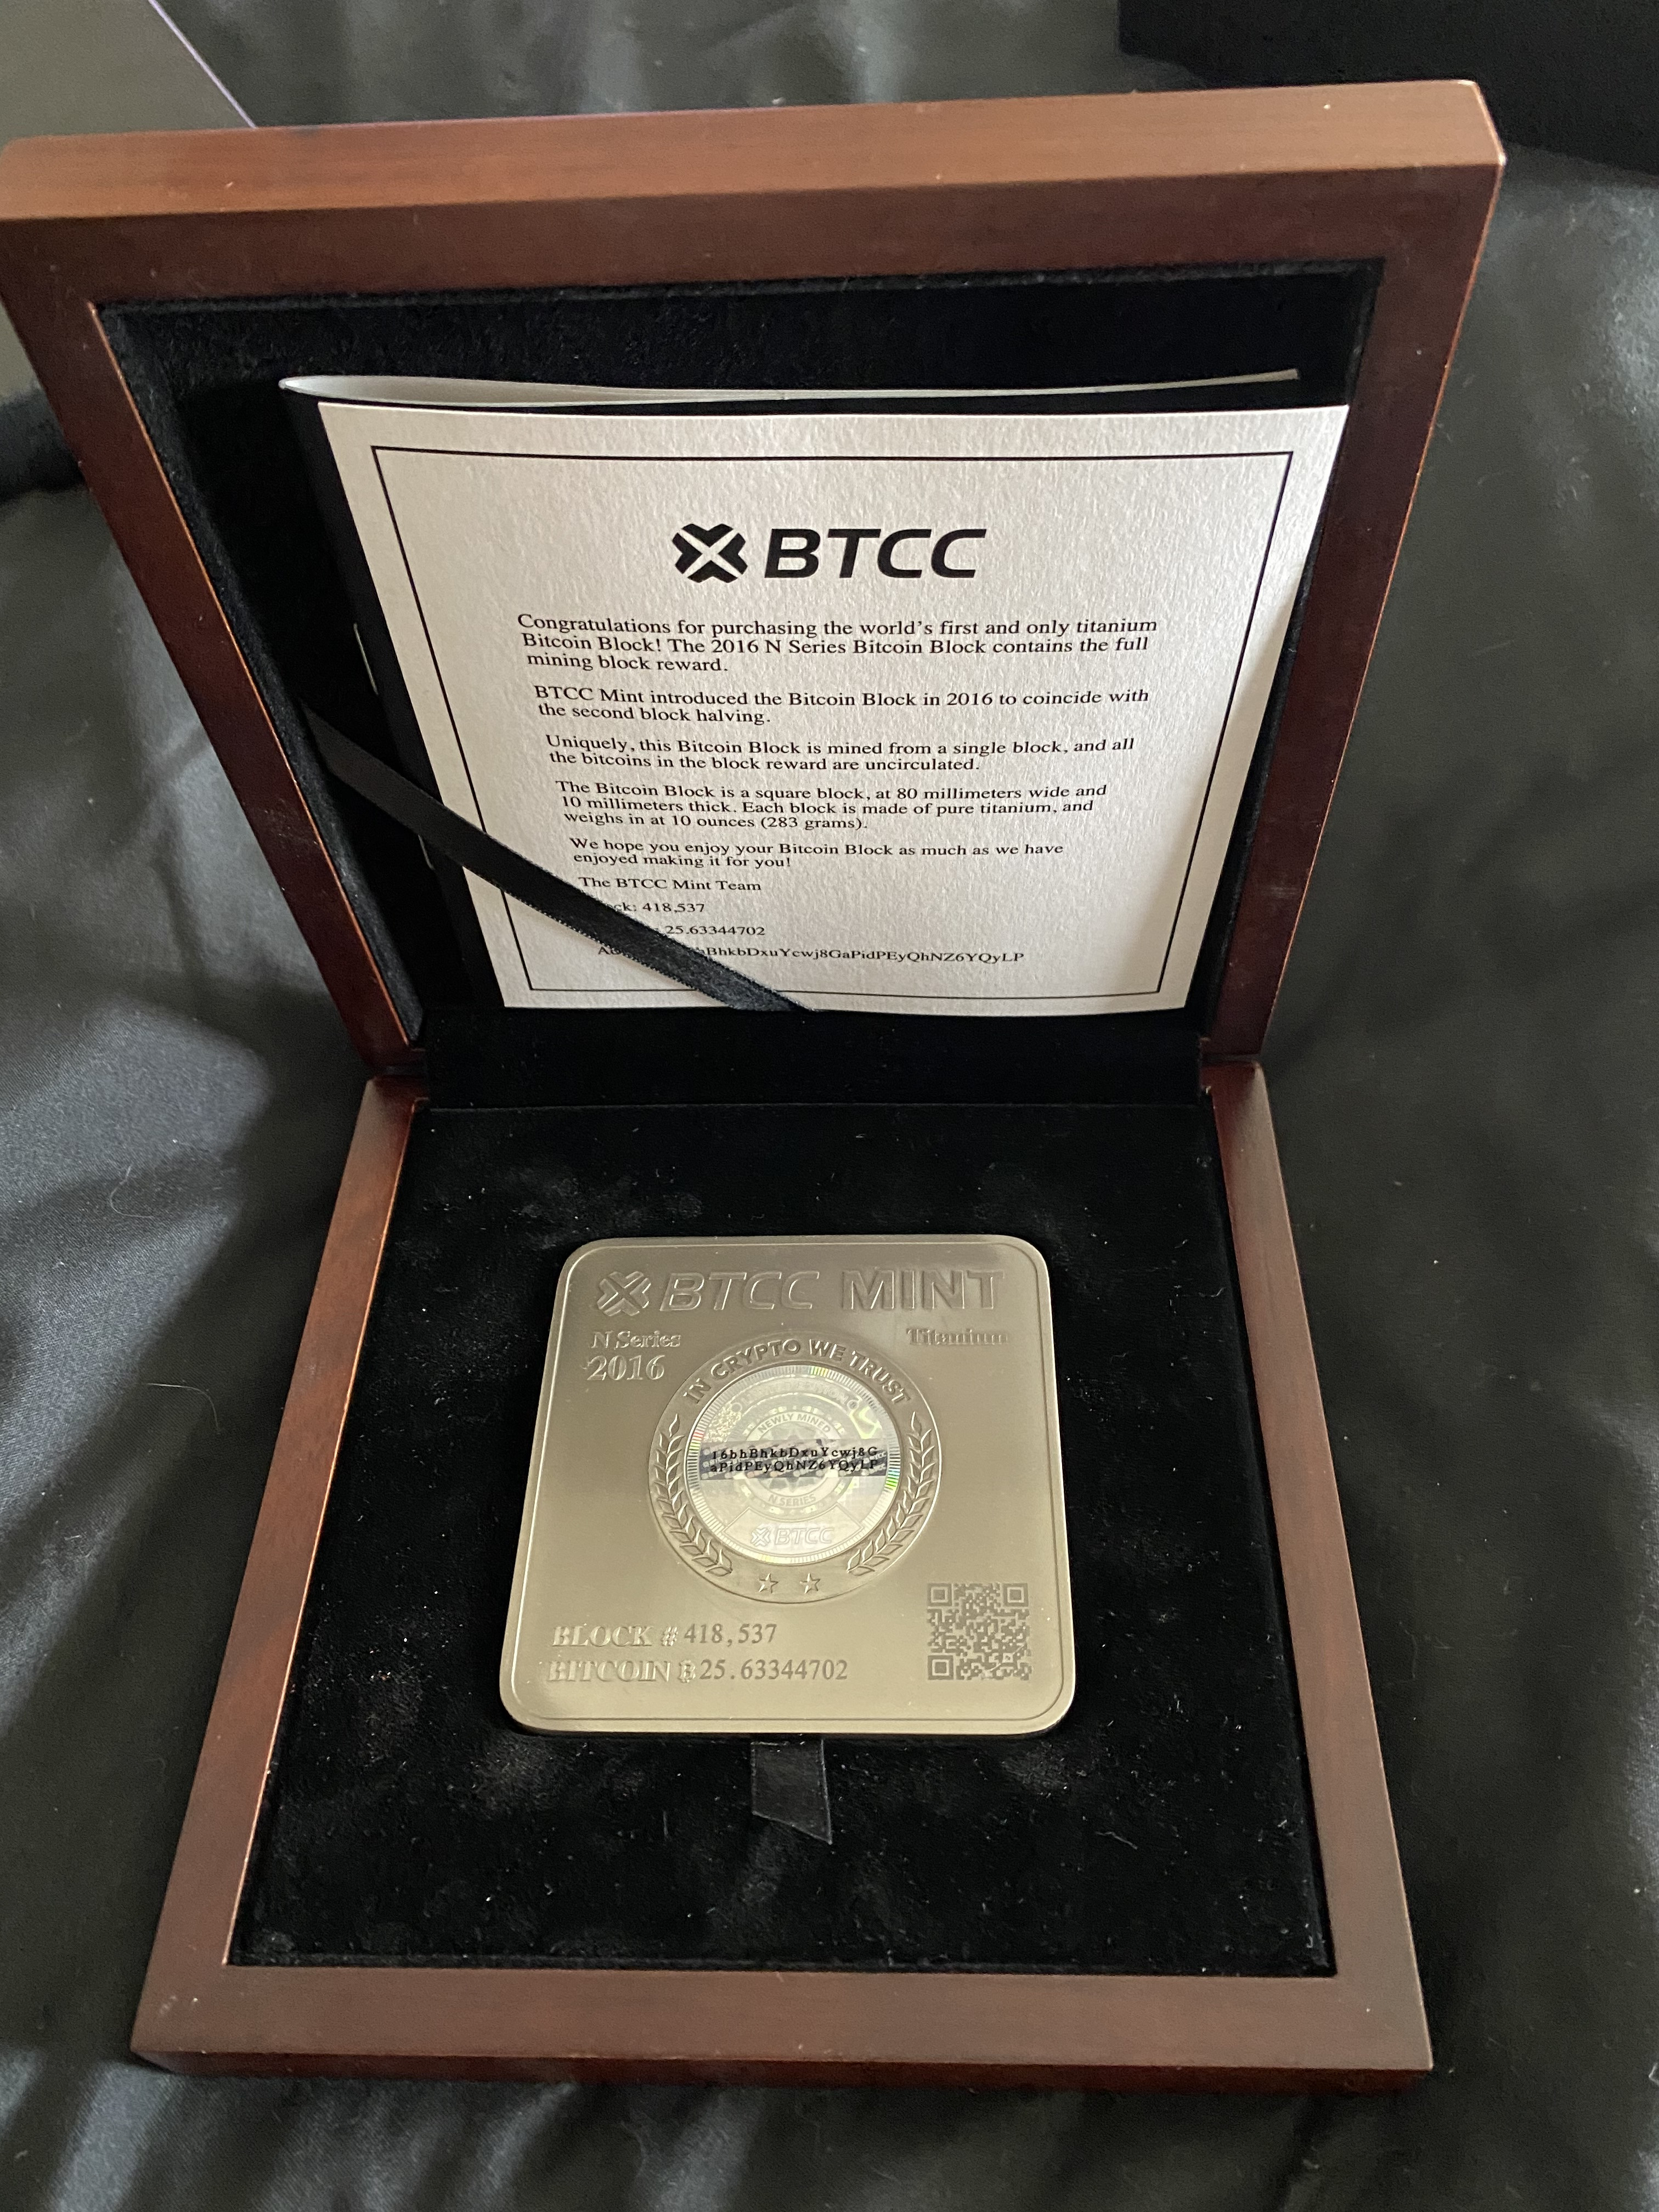 BTCC
Congratulations for purchasing the world's first and only titanium
Bitcoin Block! The 2016 N Series Bitcoin Block contains the full
mining block reward.
BTCC Mint introduced the Bitcoin Block in 2016 to coincide with
the second block halving.
Uniquely, this Bitcoin Block is mined from a single block, and all
the bitcoins in the block reward are uncirculated.
The Bitcoin Block is a square block, at 80 millimeters wide and
10 millimeters thick. Each block is made of pure titanium, and
weighs in at 10 ounces (283 grams).
We hope you enjoy your Bitcoin Block as much as we have
enjoyed making it for you!
The BTCC Mint Team
ck: 418,537
: 25.63344702
BhkbDxuYcwj8GaPidPEyQhNZ6YQyLP
BTCC MINT
N Series
Titanium
2016
IN CRYPTO WE TRUST
NEWLY MINED
16bhBhkbDxuYcwj8G
aPidPEyQhNZ6YQyLP
N SERIES
BTCC
BLOCK # 418,537
BITCOIN ₿ 25.63344702